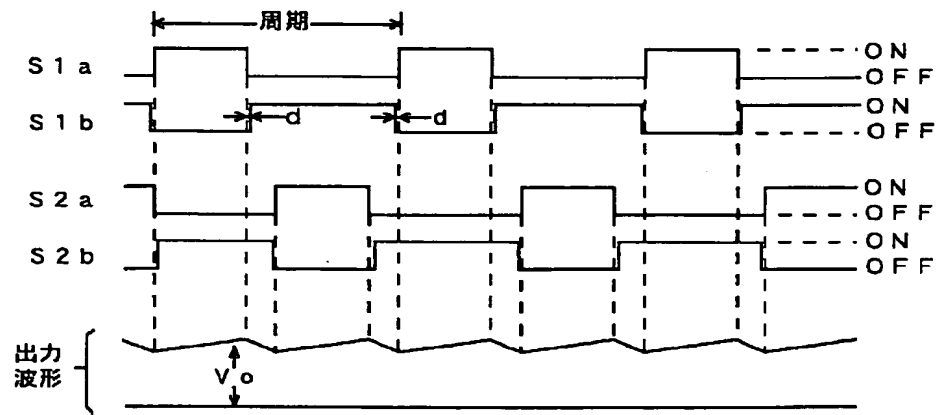 周期
S1a
ON
OFF
S1b
d
d
ON
OFF
S2a
ON
OFF
S2b
ON
OFF
出力
波形
Vo